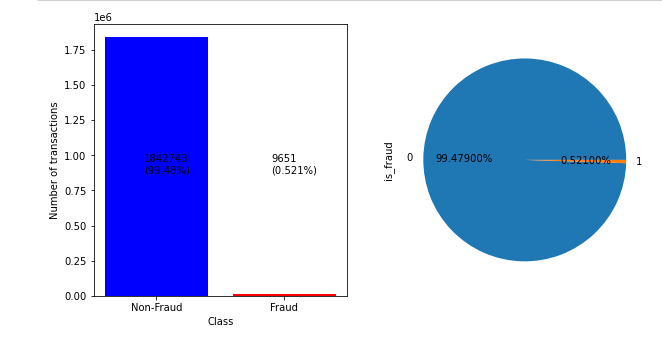 1e6
1.75
1.50
1.25
1.00
0.75
0.50
0.25
0.00
Number of transactions
1842743
(99.48%)
9651
(0.521%)
Non-Fraud
Fraud
Class
is_fraud
0
99.47900%
0.52100%
1